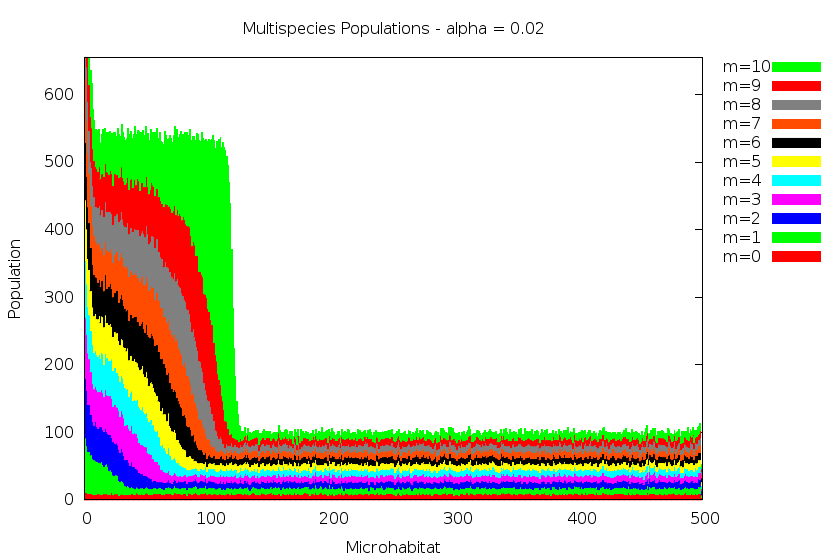 Multispecies Populations - alpha = 0.02
m=10
m=9
m=8
m=7
m=6
m=5
m=4
m=3
m=2
m=1
m=0
600
500
400
300
200
100
0
Population
0 100 200 300 400 500
Microhabitat